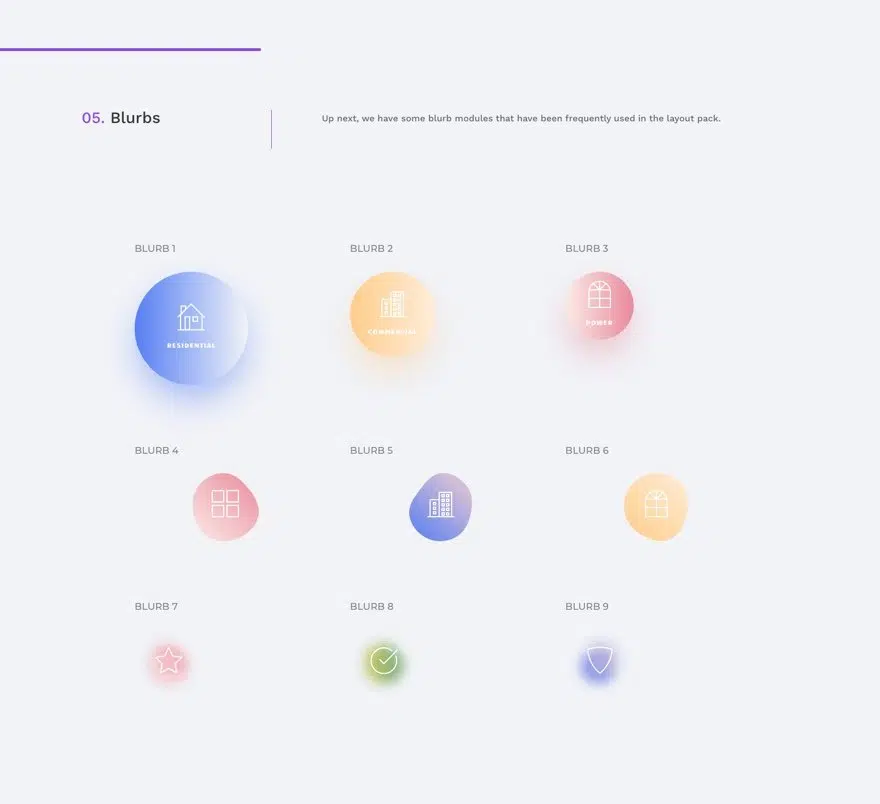 05. Blurbs
Up next, we have some blurb modules that have been frequently used in the layout pack.
BLURB 1
BLURB 2
BLURB 3
RESIDENTIAL
COMMERCIAL
POWER
BLURB 4
BLURB 5
BLURB 6
BLURB 7
BLURB 8
BLURB 9